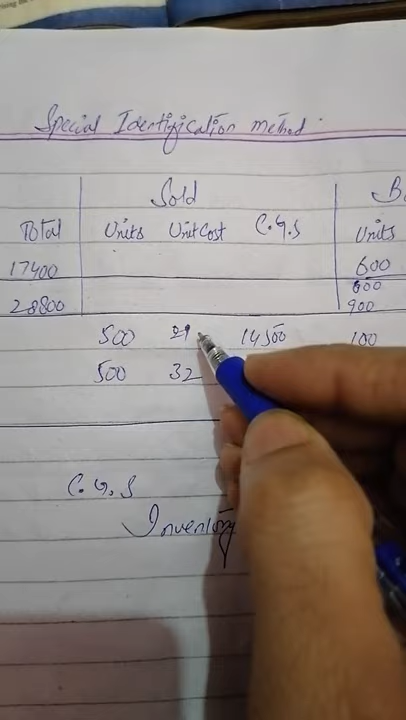 Special Identification method.
Sold
Total Units Unit Cost C.G.S Units
17400 600
600
28800 900
500 29 14500 100
500 32
C.G.S
Inventory